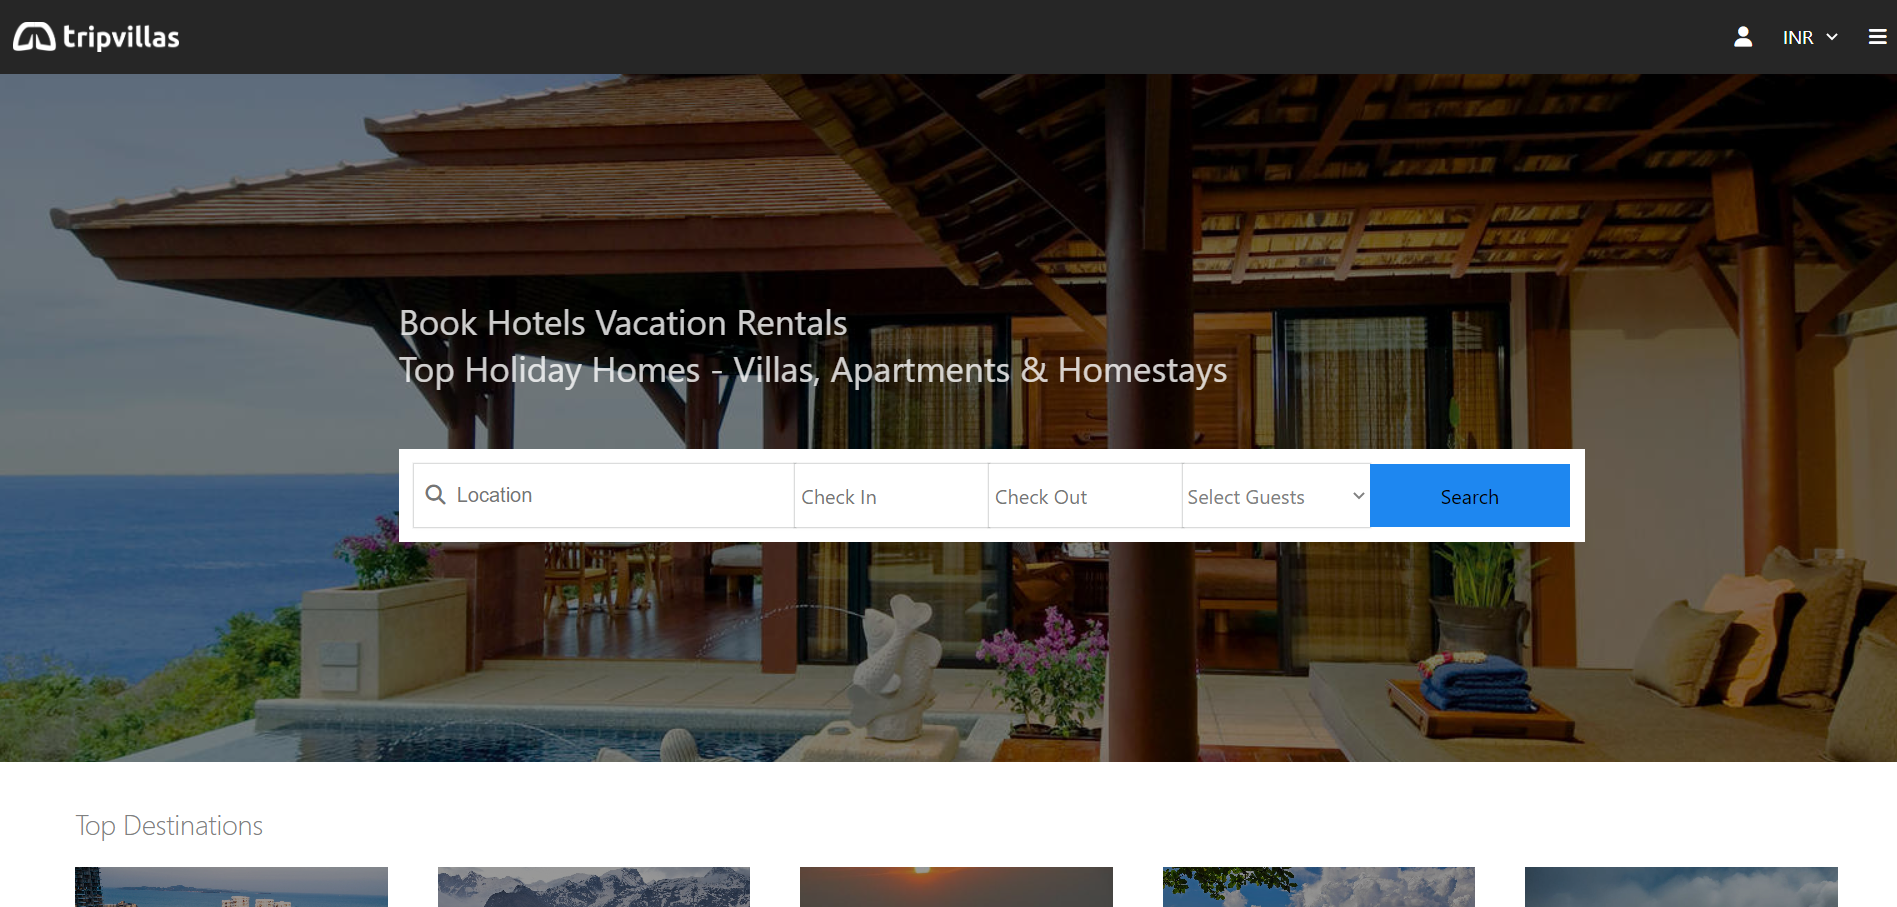 tripvillas
INR
Book Hotels Vacation Rentals
Top Holiday Homes - Villas, Apartments & Homestays
Location
Check In
Check Out
Select Guests
Search
Top Destinations